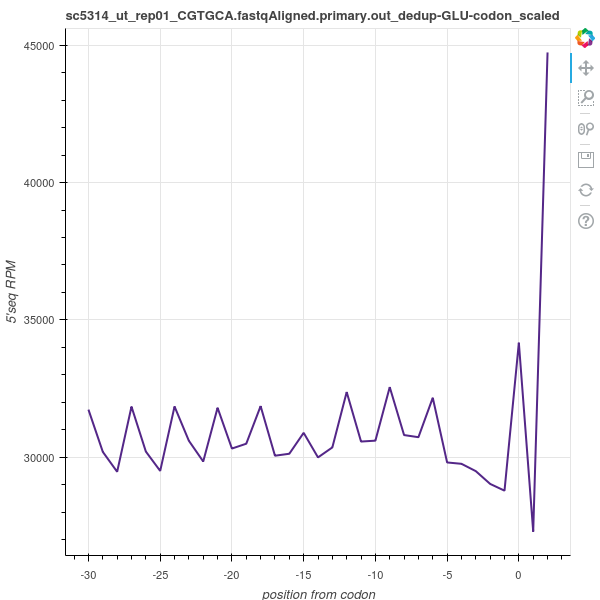 sc5314_ut_rep01_CGTGCA.fastqAligned.primary.out_dedup-GLU-codon_scaled
45000
40000
35000
30000
5'seq RPM
-30 -25 -20 -15 -10 -5 0
position from codon